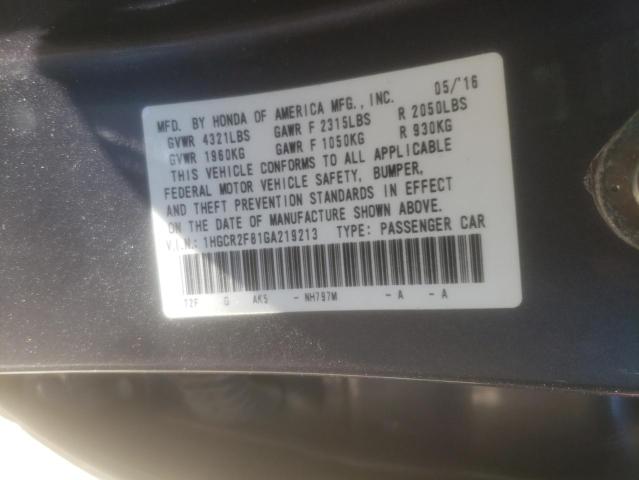 MFD. BY HONDA OF AMERICA MFG., INC. 05/'16
GVWR 4321LBS GAWR F 2315LBS R 2050LBS
GVWR 1960KG GAWR F 1050KG R 930KG
THIS VEHICLE CONFORMS TO ALL APPLICABLE
FEDERAL MOTOR VEHICLE SAFETY, BUMPER,
AND THEFT PREVENTION STANDARDS IN EFFECT
ON THE DATE OF MANUFACTURE SHOWN ABOVE.
V.I.N.: 1HGCR2F81GA219213 TYPE: PASSENGER CAR
T2F G AK5 - NH797M - A - A